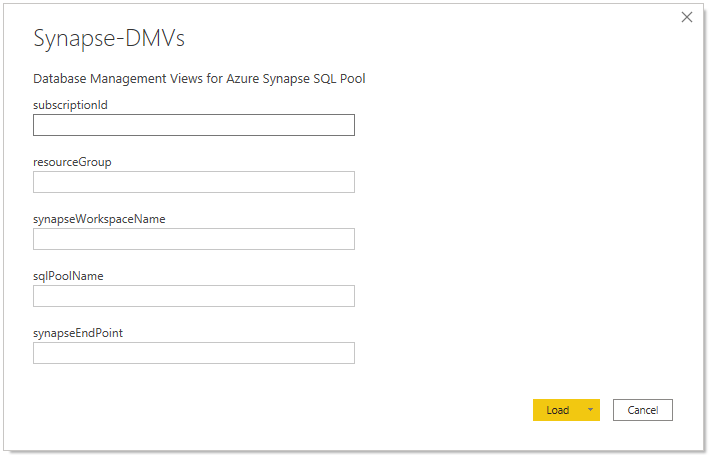 Synapse-DMVs
Database Management Views for Azure Synapse SQL Pool
subscriptionId
resourceGroup
synapseWorkspaceName
sqlPoolName
synapseEndPoint
Load
Cancel